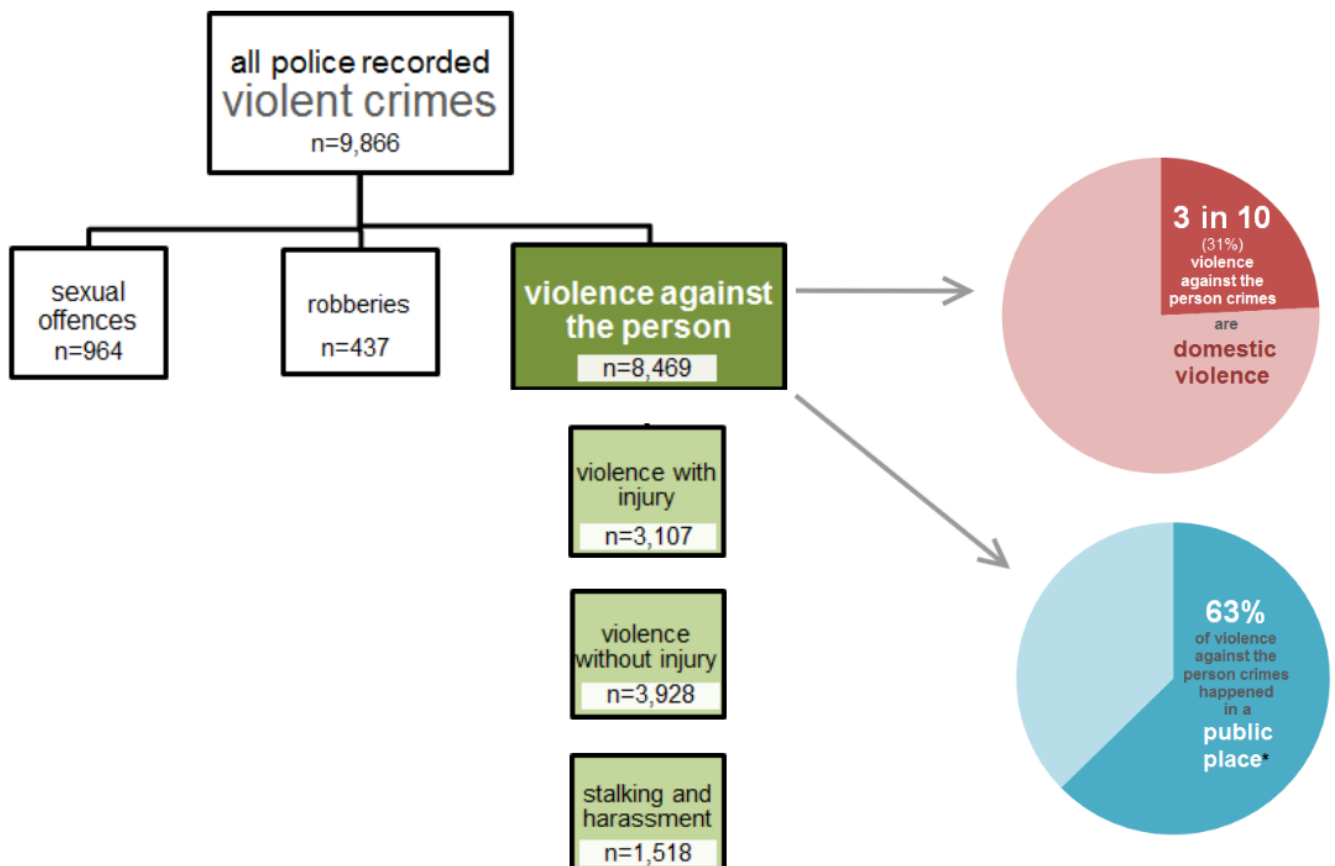 all police recorded
violent crimes
n=9,866
sexual
offences
n=964
robberies
n=437
violence against
the person
n=8,469
violence with
injury
n=3,107
violence
without injury
n=3,928
stalking and
harassment
n=1,518
3 in 10
(31%)
violence
against the
person crimes
are
domestic
violence
63%
of violence
against the
person crimes
happened
in a
public
place*